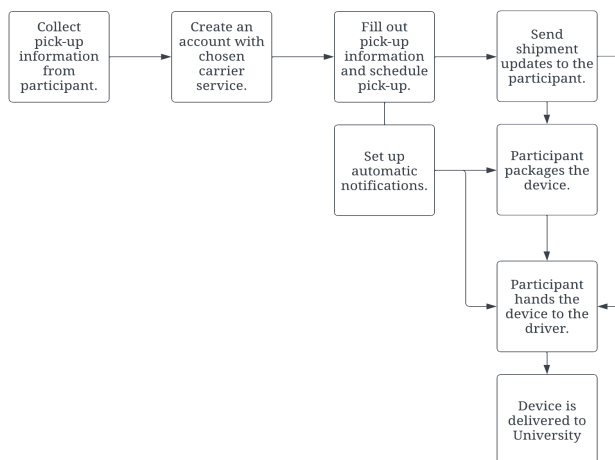 Collect
pick-up
information
from
participant.
Create an
account with
chosen
carrier
service.
Fill out
pick-up
information
and schedule
pick-up.
Send
shipment
updates to the
participant.
Set up
automatic
notifications.
Participant
packages the
device.
Participant
hands the
device to the
driver.
Device is
delivered to
University